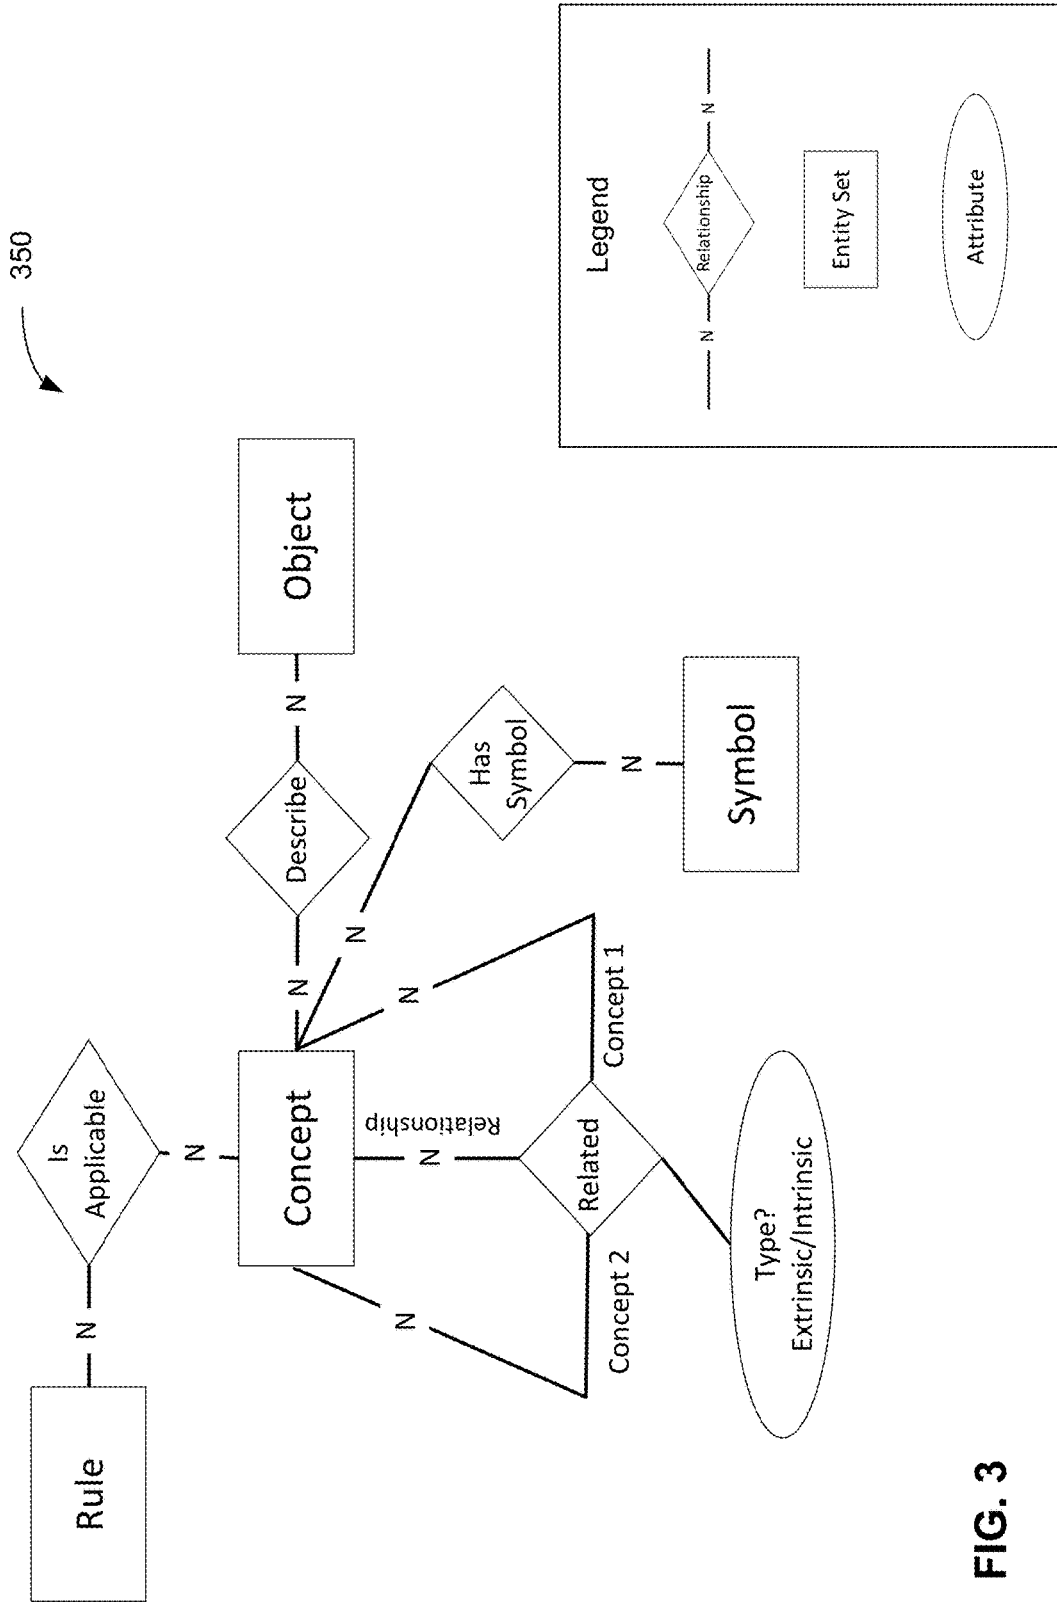 350
Rule
N
Is
Applicable
N
Concept
N
Describe
N
Object
N
Has
Symbol
N
Symbol
N
Relationship
N
N
Related
Concept 2
Concept 1
Type?
Extrinsic/Intrinsic
Legend
N
Relationship
N
Entity Set
Attribute
FIG. 3